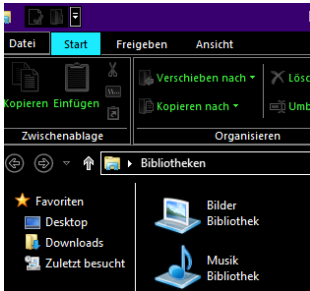 Datei Start Freigeben Ansicht
Verschieben nach
Kopieren Einfügen
Kopieren nach
Zwischenablage Organisieren
Bibliotheken
Favoriten
Desktop
Downloads
Zuletzt besucht
Bilder
Bibliothek
Musik
Bibliothek